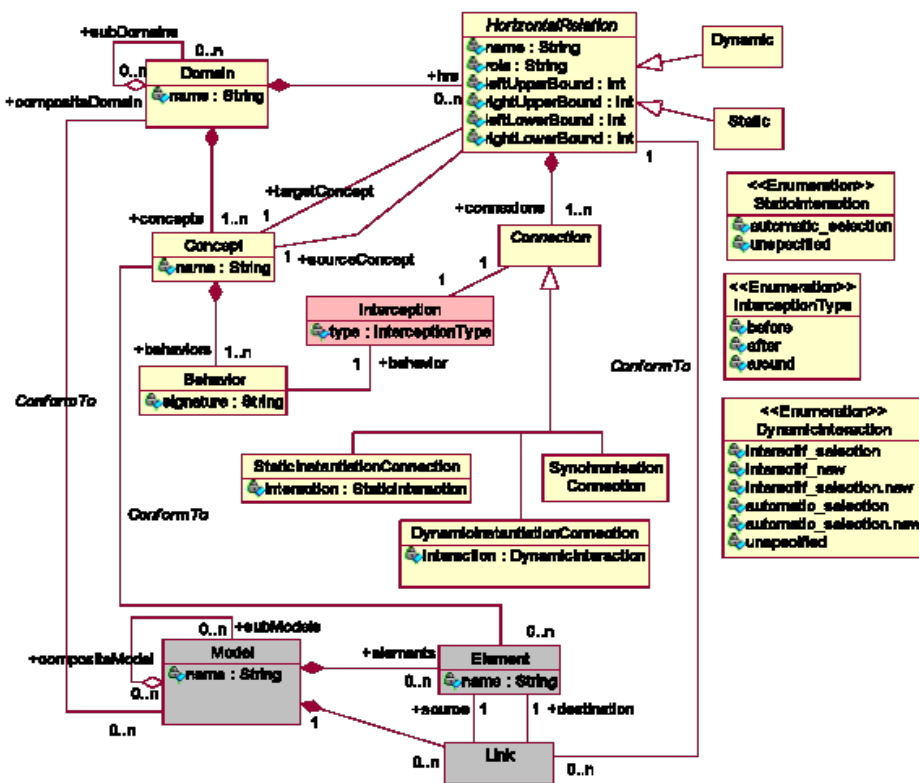 HorizontalRelation
name : String
role : String
leftUpperBound : Int
rightUpperBound : Int
leftLowerBound : Int
rightLowerBound : Int
Dynamic
Static
+subDomains
0..n
0..n
Domain
name : String
+compositeDomain
+hrs
0..n
+targetConcept
1
+concepts
1..n
Concept
name : String
1
+sourceConcept
+connexions
1..n
Connection
1
1
1
<<Enumeration>>
StaticInteraction
automatic_selection
unspecified
Interception
type : InterceptionType
<<Enumeration>>
InterceptionType
before
after
around
+behaviors
1..n
1
+behavior
Behavior
signature : String
ConformTo
ConformTo
<<Enumeration>>
DynamicInteraction
StaticInstantiationConnection
interaction : StaticInteraction
Synchronisation
Connection
automatic_selection
automatic_selection.new
unspecified
ConformTo
DynamicInstantiationConnection
interaction : DynamicInteraction
0..n
+subModels
0..n
+compositeModel
0..n
Model
name : String
+elements
0..n
Element
name : String
0..n
1
+source
1
1
+destination
0..n
Link
0..n